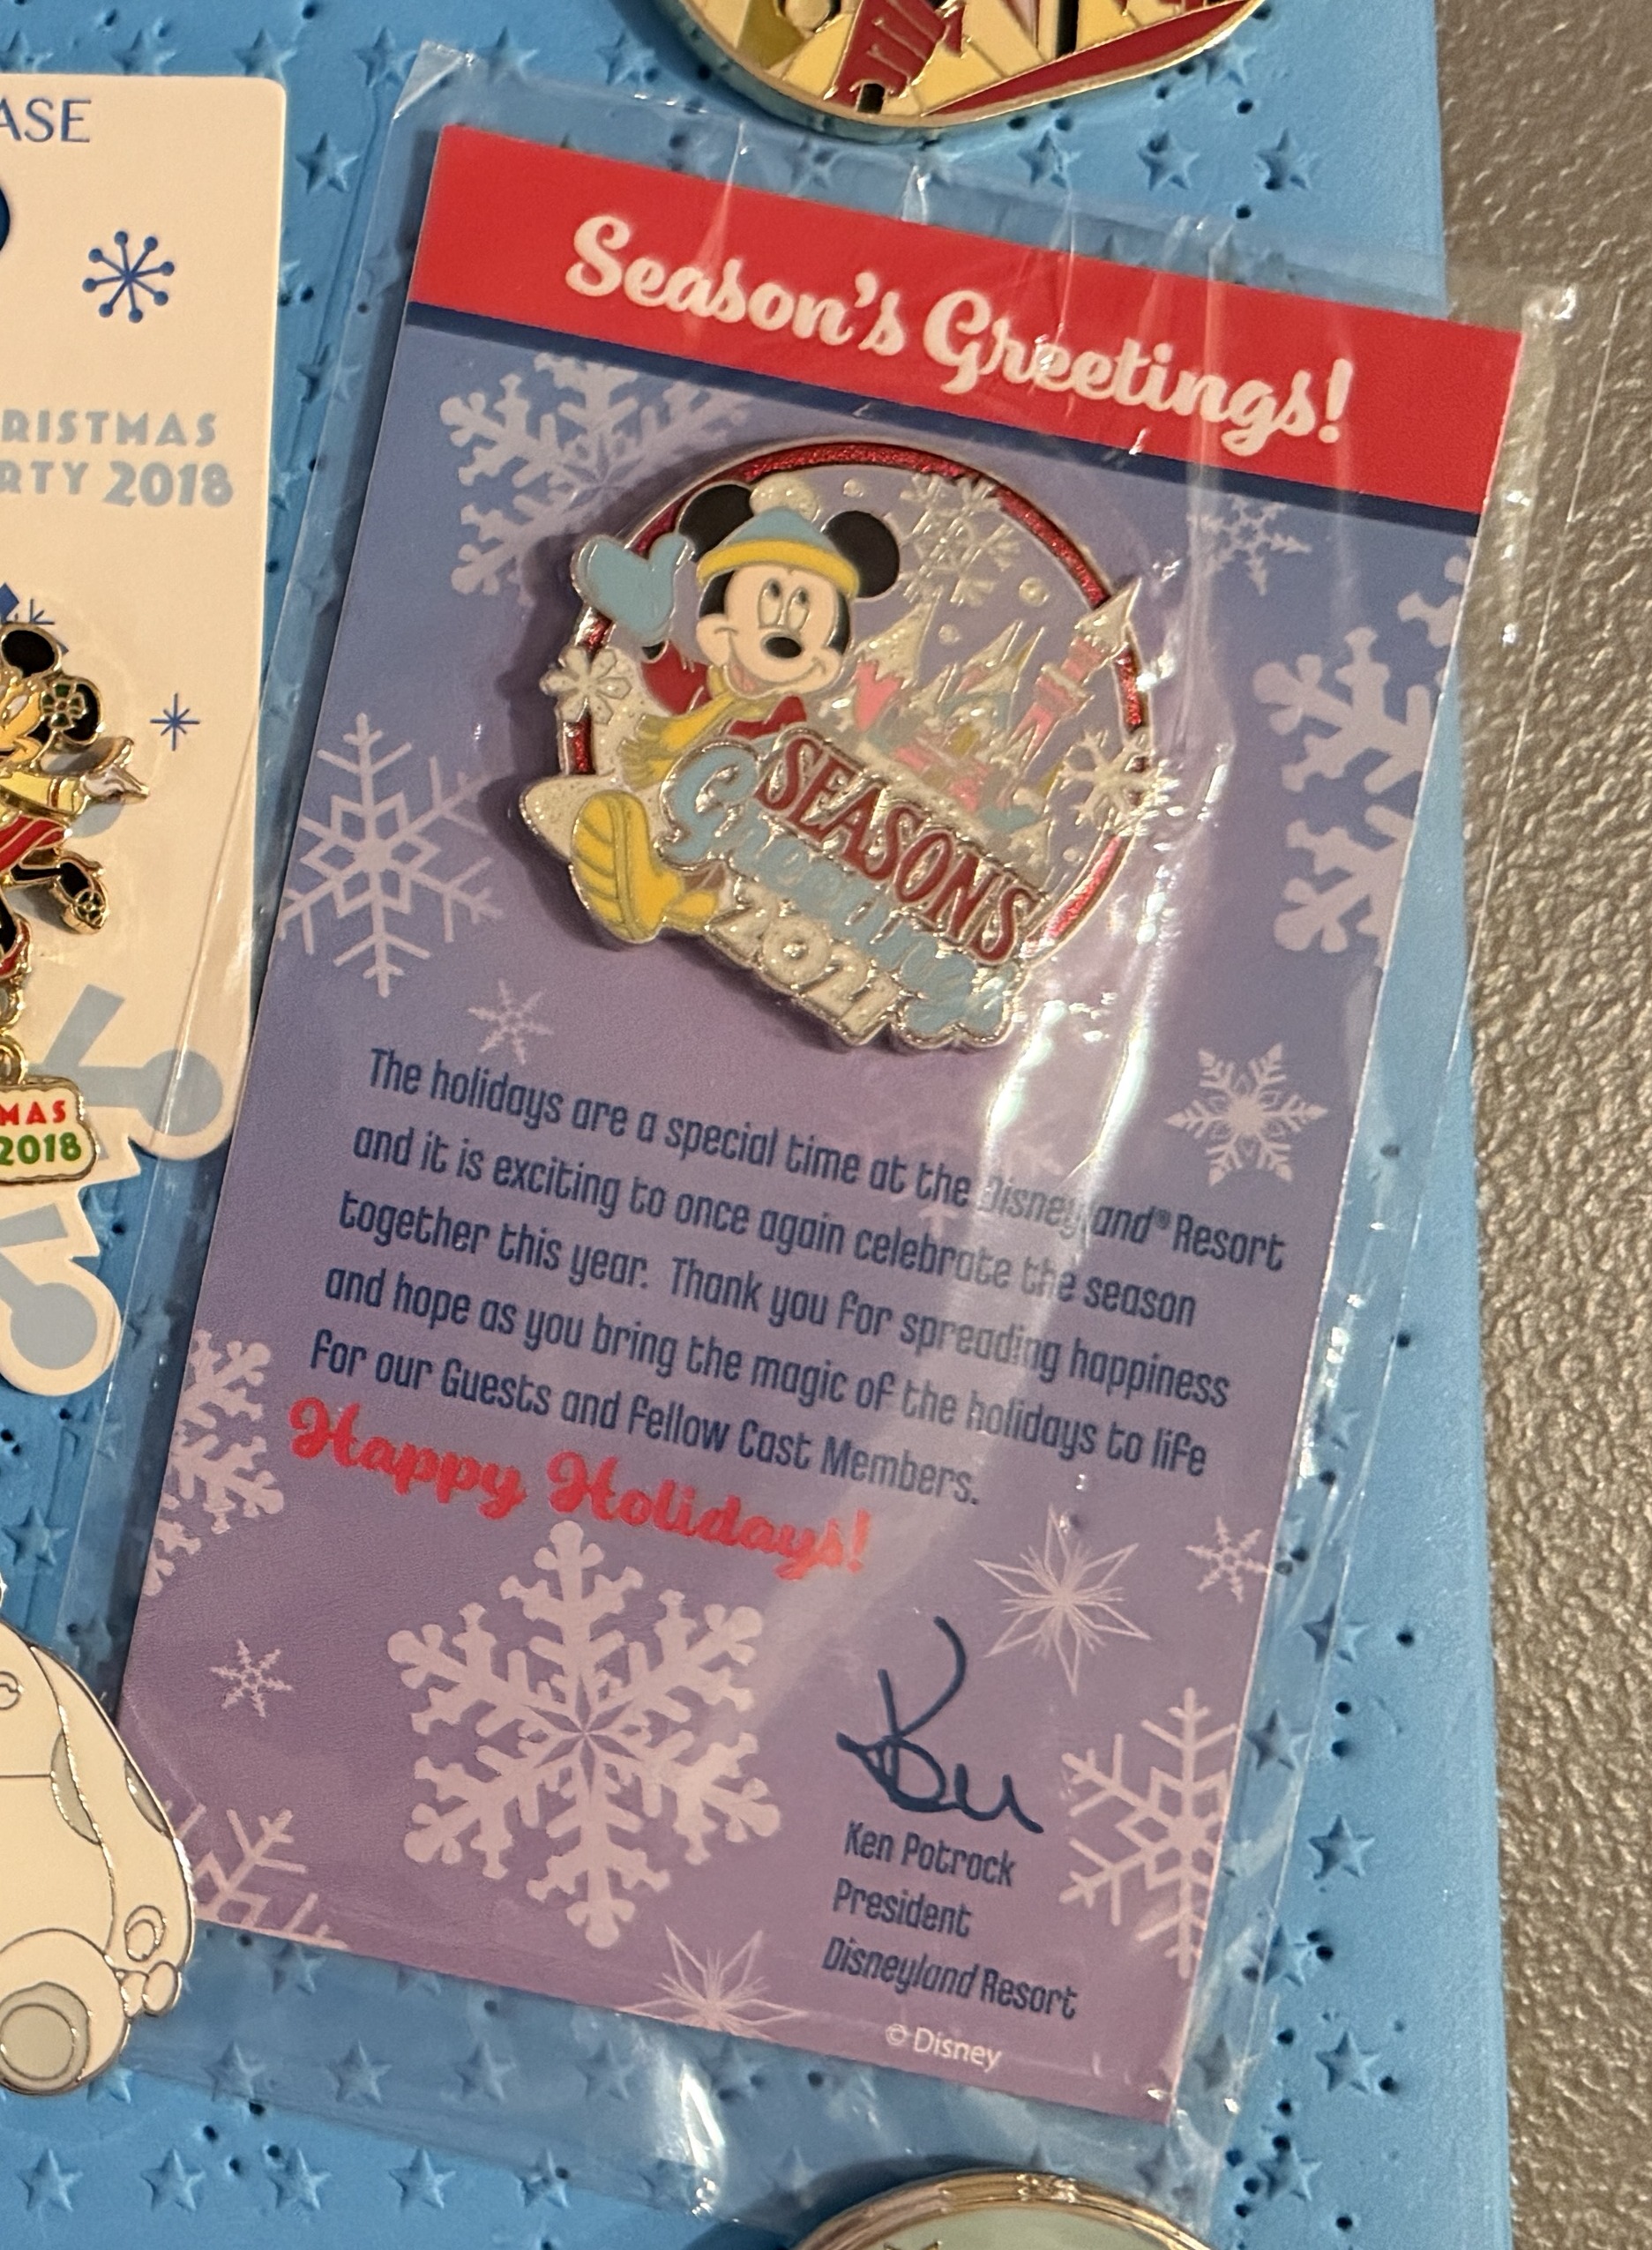 ASE
RISTMAS
RTY 2018
MAS
2018
Season's Greetings!
SEASON'S
Greetings
2021
The holidays are a special time at the Disneyland® Resort
and it is exciting to once again celebrate the season
together this year. Thank you for spreading happiness
and hope as you bring the magic of the holidays to life
for our Guests and Fellow Cast Members.
Happy Holidays!
Ken
Ken Potrock
President
Disneyland Resort
© Disney